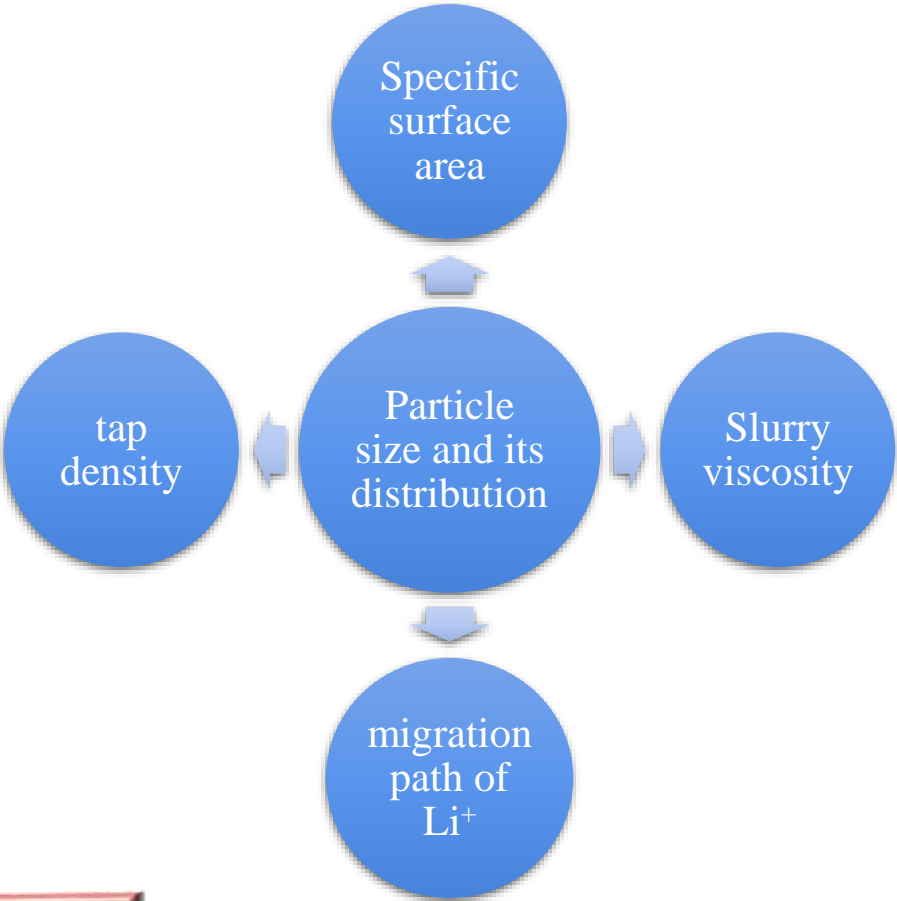 Specific
surface
area
tap
density
Particle
size and its
distribution
Slurry
viscosity
migration
path of
Li⁺